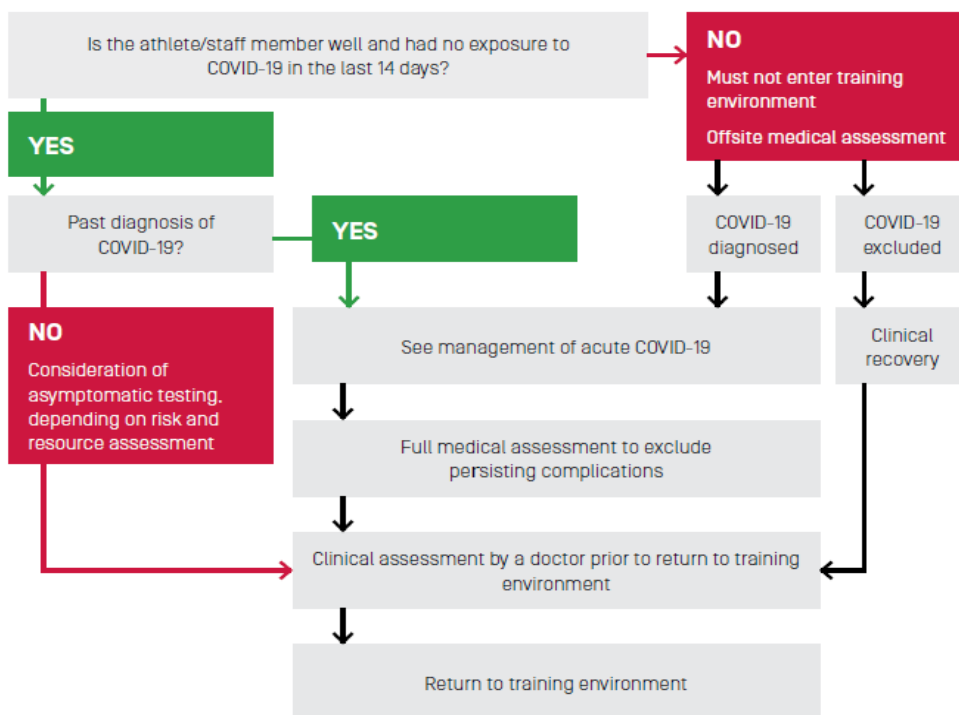 Is the athlete/staff member well and had no exposure to
COVID-19 in the last 14 days?
NO
Must not enter training
environment
Offsite medical assessment
YES
Past diagnosis of
COVID-19?
YES
COVID-19
diagnosed
COVID-19
excluded
NO
Consideration of
asymptomatic testing,
depending on risk and
resource assessment
See management of acute COVID-19
Clinical
recovery
Full medical assessment to exclude
persisting complications
Clinical assessment by a doctor prior to return to training
environment
Return to training environment